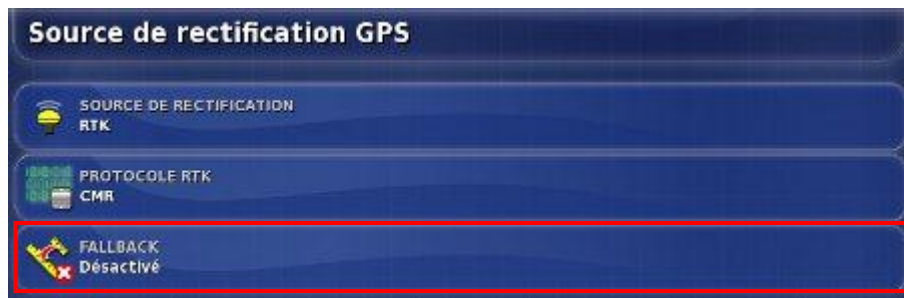 Source de rectification GPS
SOURCE DE RECTIFICATION
RTK
PROTOCOLE RTK
CMR
FALLBACK
Désactivé